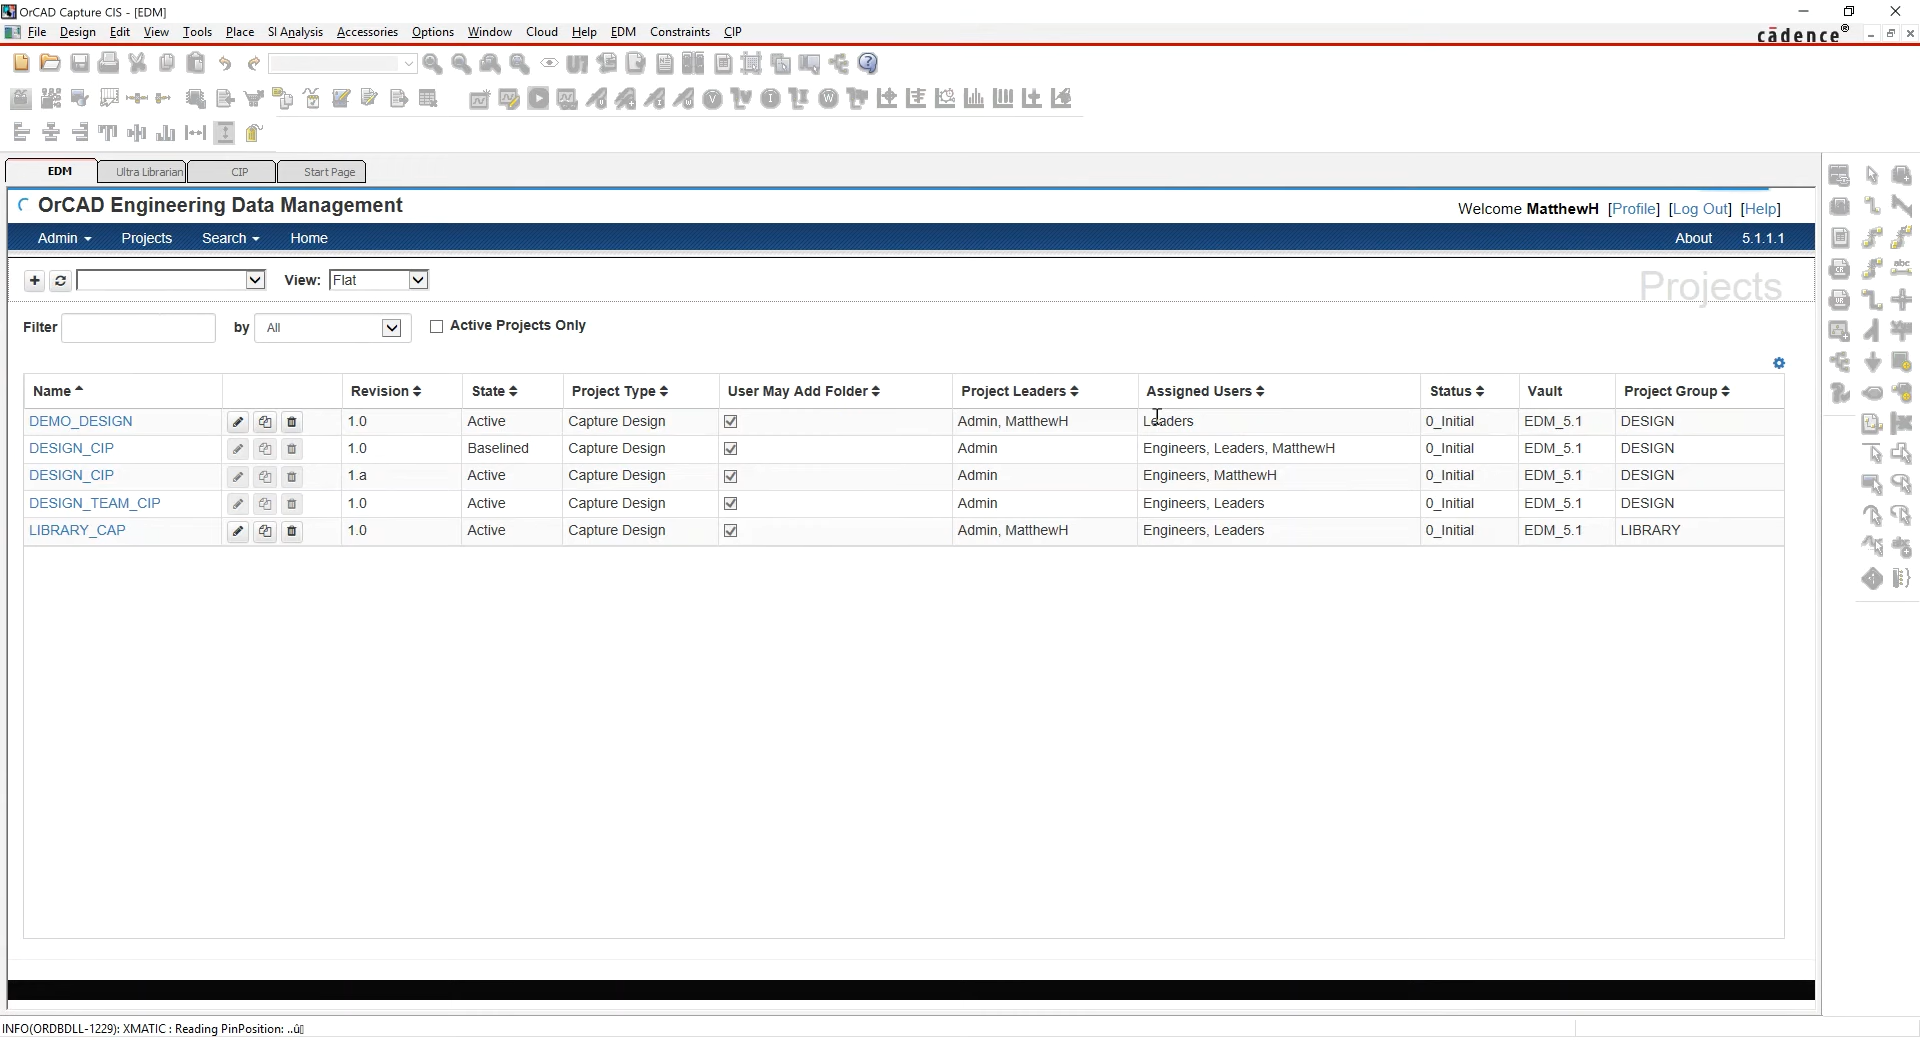 OrCAD Capture CIS - [EDM]
File Design Edit View Tools Place SI Analysis Accessories Options Window Cloud Help EDM Constraints CIP
cādence®
EDM Ultra Librarian CIP Start Page
OrCAD Engineering Data Management
Welcome MatthewH [Profile] [Log Out] [Help]
Admin Projects Search Home About 5.1.1.1
View: Flat
Projects
Filter by All Active Projects Only
Name Revision State Project Type User May Add Folder Project Leaders Assigned Users Status Vault Project Group
DEMO_DESIGN 1.0 Active Capture Design Admin, MatthewH Leaders 0_Initial EDM_5.1 DESIGN
DESIGN_CIP 1.0 Baselined Capture Design Admin Engineers, Leaders, MatthewH 0_Initial EDM_5.1 DESIGN
DESIGN_CIP 1.a Active Capture Design Admin Engineers, MatthewH 0_Initial EDM_5.1 DESIGN
DESIGN_TEAM_CIP 1.0 Active Capture Design Admin Engineers, Leaders 0_Initial EDM_5.1 DESIGN
LIBRARY_CAP 1.0 Active Capture Design Admin, MatthewH Engineers, Leaders 0_Initial EDM_5.1 LIBRARY
INFO(ORDBDLL-1229): XMATIC : Reading PinPosition: ..